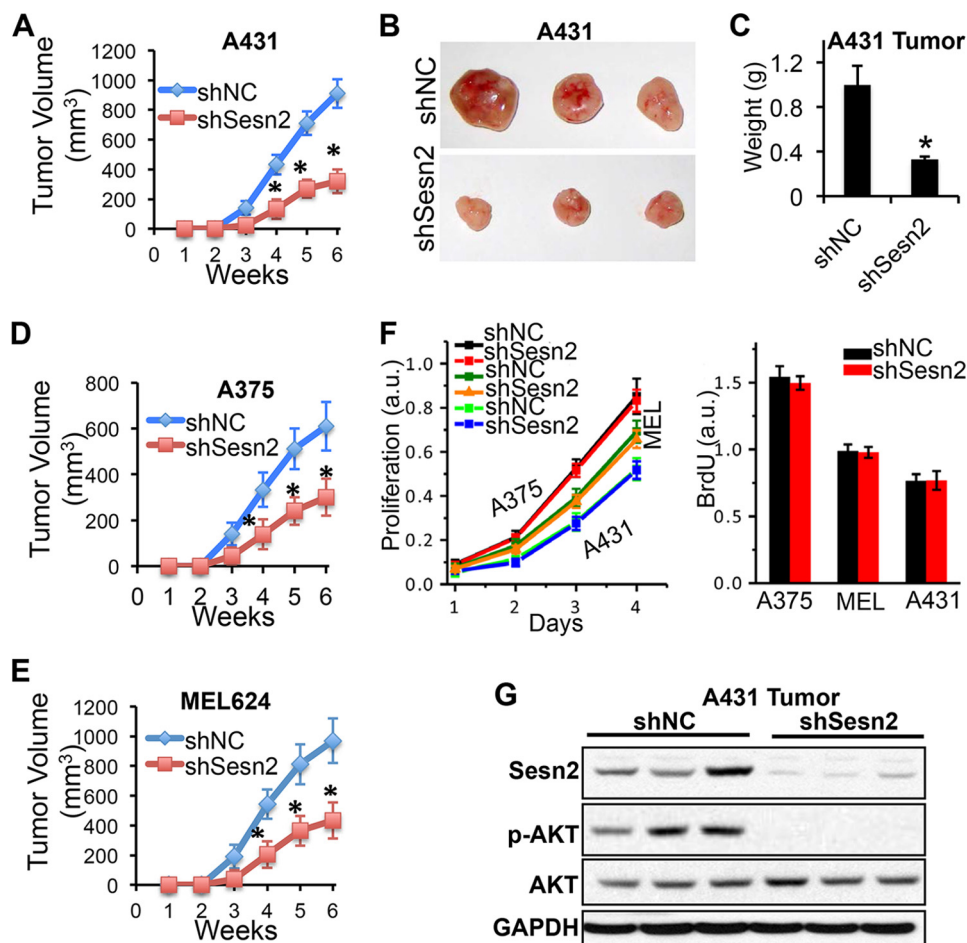 A
A431
Tumor Volume
(mm3)
1200
1000
800
600
400
200
0
shNC
shSesn2
*
*
*
0 1 2 3 4 5 6
Weeks
B
A431
shNC
shSesn2
C
A431 Tumor
Weight (g)
1.2
0.8
0.4
0
*
shNC
shSesn2
D
A375
Tumor Volume
(mm3)
800
600
400
200
0
shNC
shSesn2
*
*
*
0 1 2 3 4 5 6
Weeks
E
MEL624
Tumor Volume
(mm3)
1200
1000
800
600
400
200
0
shNC
shSesn2
*
*
*
0 1 2 3 4 5 6
Weeks
F
Proliferation (a.u.)
1.0
0.8
0.6
0.4
0.2
0.0
shNC
shSesn2
shNC
shSesn2
shNC
shSesn2
A375
MEL
A431
1 2 3 4
Days
BrdU (a.u.)
1.5
1.0
0.5
0.0
shNC
shSesn2
A375 MEL A431
G
A431 Tumor
shNC shSesn2
Sesn2
p-AKT
AKT
GAPDH